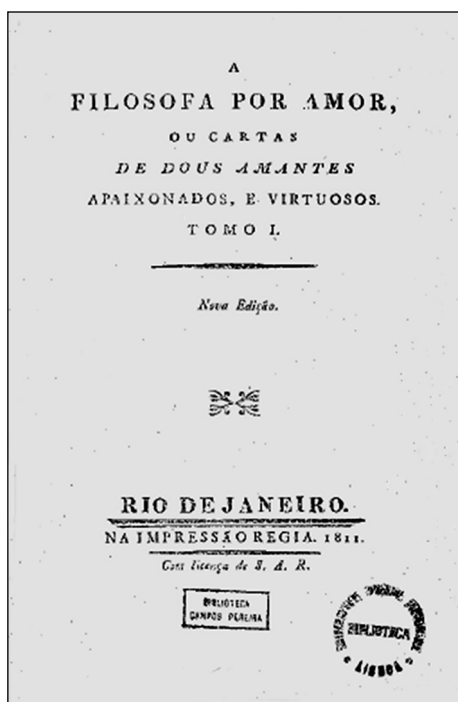 A
FILOSOFA POR AMOR,
OU CARTAS
DE DOUS AMANTES
APAIXONADOS, E VIRTUOSOS.
TOMO I.
Nova Edição.
RIO DE JANEIRO.
NA IMPRESSÃO REGIA. 1811.
Com licença de S. A. R.
BIBLIOTECA
CAMPOS PEREIRA
BIBLIOTECA
LISBOA